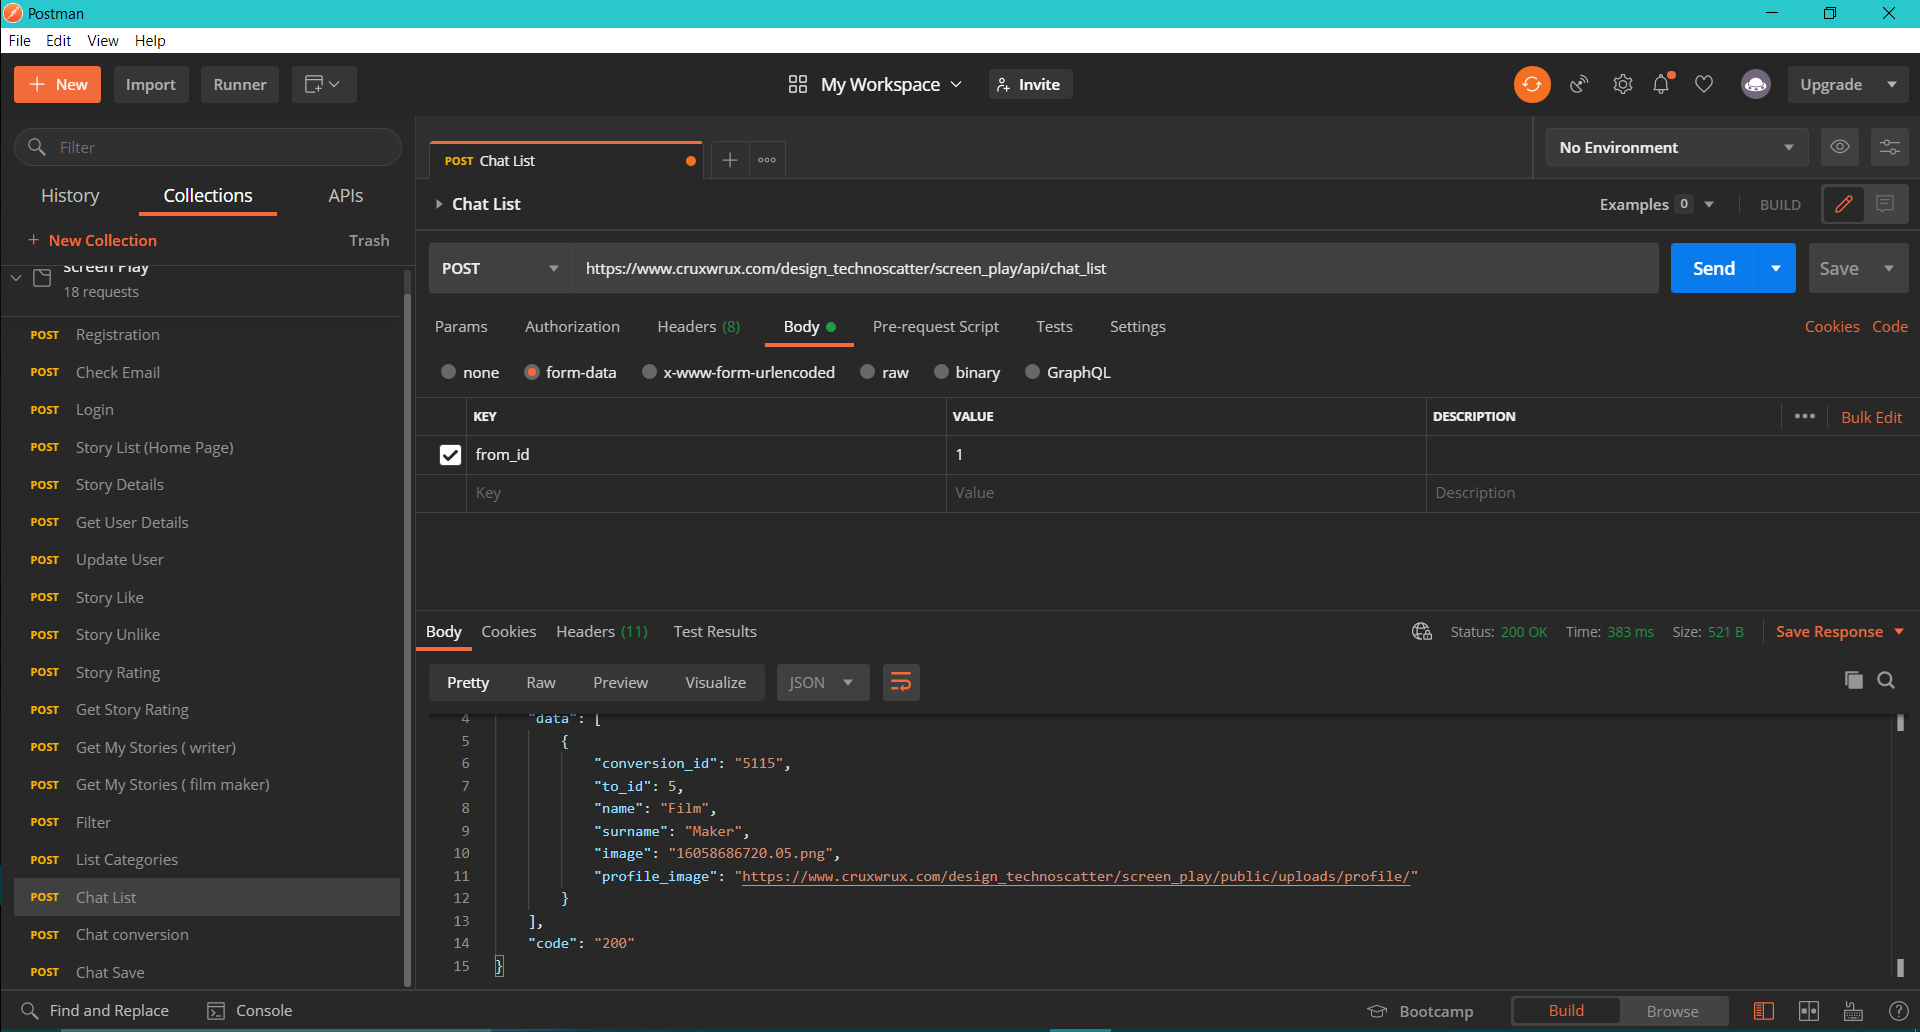 Postman
File Edit View Help
+ New Import Runner My Workspace Invite Upgrade
Filter
History Collections APIs
+ New Collection Trash
Screen Play
18 requests
POST Registration
POST Check Email
POST Login
POST Story List (Home Page)
POST Story Details
POST Get User Details
POST Update User
POST Story Like
POST Story Unlike
POST Story Rating
POST Get Story Rating
POST Get My Stories ( writer)
POST Get My Stories ( film maker)
POST Filter
POST List Categories
POST Chat List
POST Chat conversion
POST Chat Save
POST Chat List
No Environment
Chat List
Examples 0 BUILD
POST https://www.cruxwrux.com/design_technoscatter/screen_play/api/chat_list Send Save
Params Authorization Headers (8) Body Pre-request Script Tests Settings Cookies Code
none form-data x-www-form-urlencoded raw binary GraphQL
KEY VALUE DESCRIPTION ••• Bulk Edit
from_id 1
Key Value Description
Body Cookies Headers (11) Test Results Status: 200 OK Time: 383 ms Size: 521 B Save Response
Pretty Raw Preview Visualize JSON
4 "data": [
5 {
6 "conversion_id": "5115",
7 "to_id": 5,
8 "name": "Film",
9 "surname": "Maker",
10 "image": "16058686720.05.png",
11 "profile_image": "https://www.cruxwrux.com/design_technoscatter/screen_play/public/uploads/profile/"
12 }
13 ],
14 "code": "200"
15 }
Find and Replace Console Bootcamp Build Browse